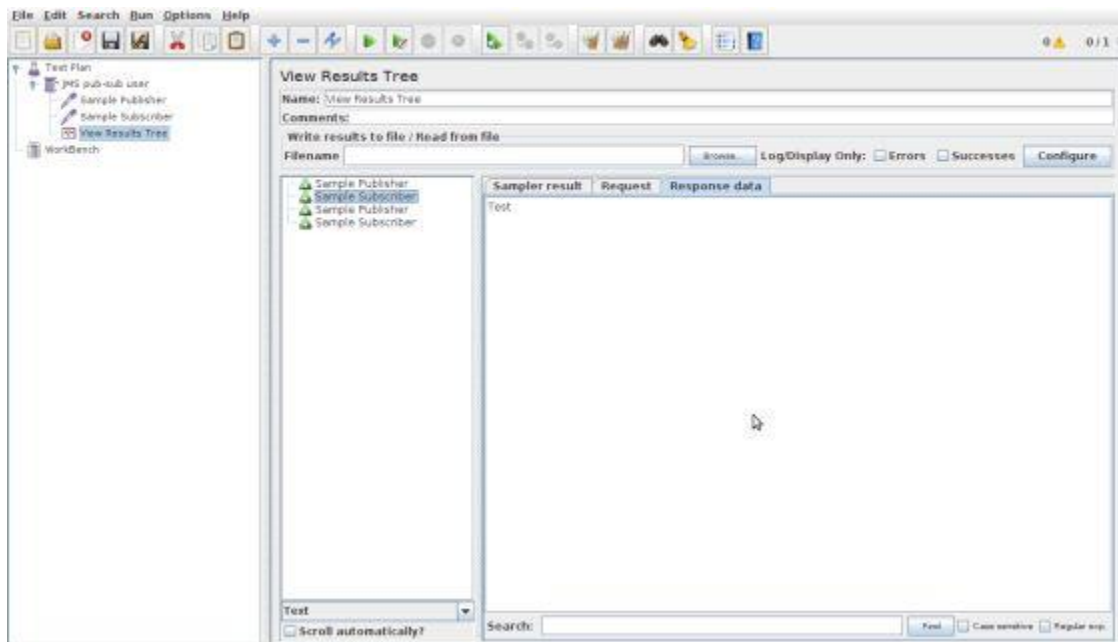 File Edit Search Run Options Help
0 0/1
Test Plan
JMS pub-sub user
Sample Publisher
Sample Subscriber
View Results Tree
WorkBench
View Results Tree
Name: View Results Tree
Comments:
Write results to file / Read from file
Filename Browse... Log/Display Only: Errors Successes Configure
Sample Publisher
Sample Subscriber
Sample Publisher
Sample Subscriber
Sampler result Request Response data
Test
Text
Scroll automatically?
Search: Find Case sensitive Regular exp.